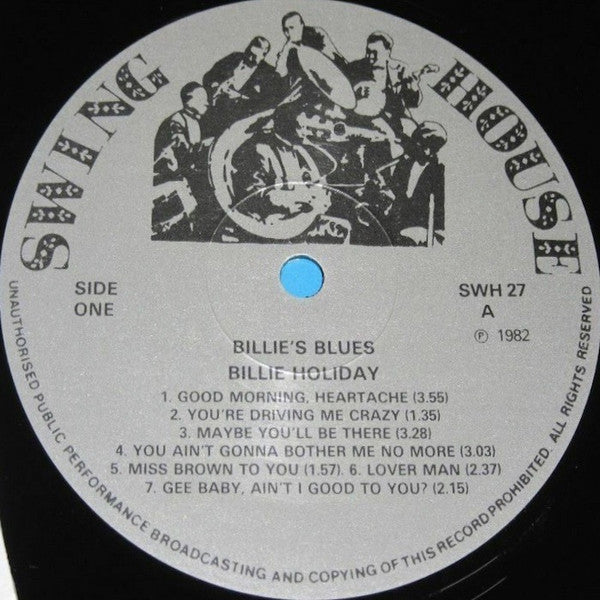 SWING HOUSE
SIDE
ONE
SWH 27
A
℗ 1982
BILLIE'S BLUES
BILLIE HOLIDAY
1. GOOD MORNING, HEARTACHE (3.55)
2. YOU'RE DRIVING ME CRAZY (1.35)
3. MAYBE YOU'LL BE THERE (3.28)
4. YOU AIN'T GONNA BOTHER ME NO MORE (3.03)
5. MISS BROWN TO YOU (1.57). 6. LOVER MAN (2.37)
7. GEE BABY, AIN'T I GOOD TO YOU? (2.15)
UNAUTHORISED PUBLIC PERFORMANCE BROADCASTING AND COPYING OF THIS RECORD PROHIBITED. ALL RIGHTS RESERVED